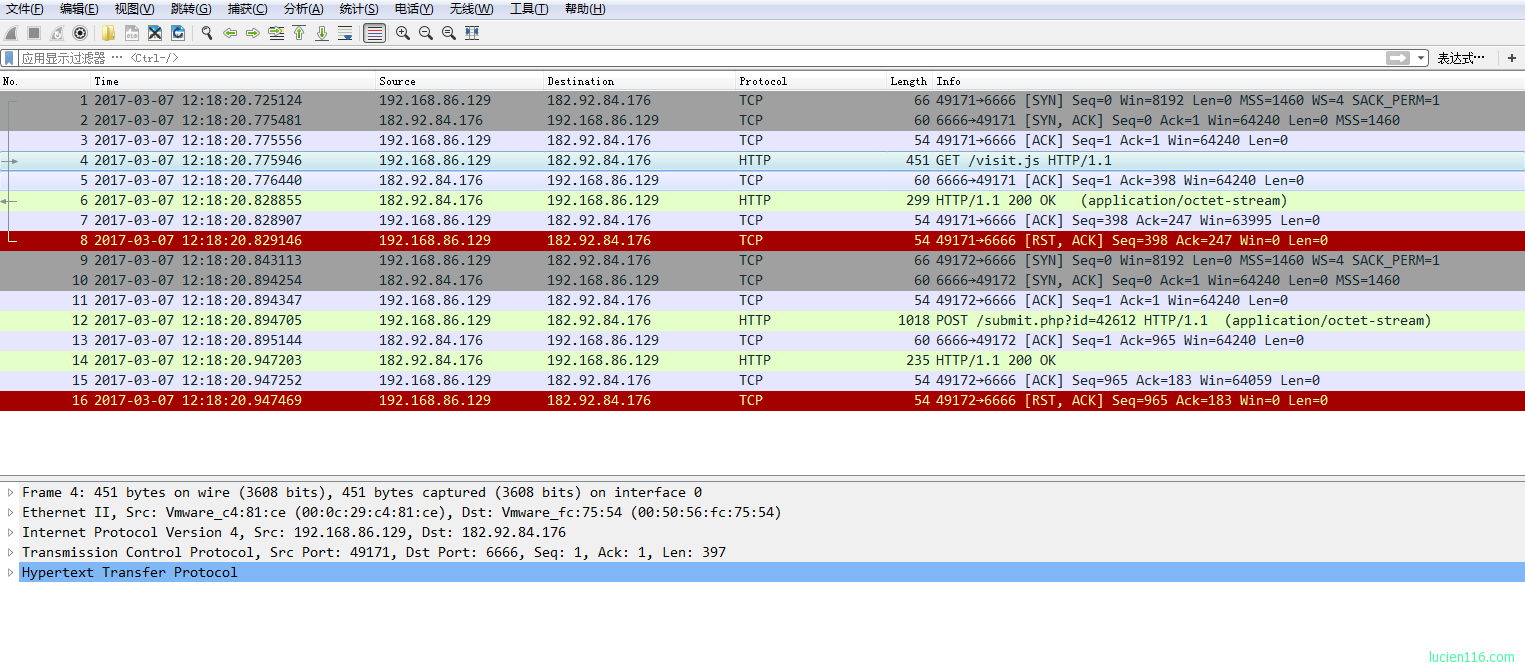 文件(F) 编辑(E) 视图(V) 跳转(G) 捕获(C) 分析(A) 统计(S) 电话(Y) 无线(W) 工具(T) 帮助(H)
应用显示过滤器 … <Ctrl-/> 表达式… +
No. Time Source Destination Protocol Length Info
1 2017-03-07 12:18:20.725124 192.168.86.129 182.92.84.176 TCP 66 49171→6666 [SYN] Seq=0 Win=8192 Len=0 MSS=1460 WS=4 SACK_PERM=1
2 2017-03-07 12:18:20.775481 182.92.84.176 192.168.86.129 TCP 60 6666→49171 [SYN, ACK] Seq=0 Ack=1 Win=64240 Len=0 MSS=1460
3 2017-03-07 12:18:20.775556 192.168.86.129 182.92.84.176 TCP 54 49171→6666 [ACK] Seq=1 Ack=1 Win=64240 Len=0
4 2017-03-07 12:18:20.775946 192.168.86.129 182.92.84.176 HTTP 451 GET /visit.js HTTP/1.1
5 2017-03-07 12:18:20.776440 182.92.84.176 192.168.86.129 TCP 60 6666→49171 [ACK] Seq=1 Ack=398 Win=64240 Len=0
6 2017-03-07 12:18:20.828855 182.92.84.176 192.168.86.129 HTTP 299 HTTP/1.1 200 OK (application/octet-stream)
7 2017-03-07 12:18:20.828907 192.168.86.129 182.92.84.176 TCP 54 49171→6666 [ACK] Seq=398 Ack=247 Win=63995 Len=0
8 2017-03-07 12:18:20.829146 192.168.86.129 182.92.84.176 TCP 54 49171→6666 [RST, ACK] Seq=398 Ack=247 Win=0 Len=0
9 2017-03-07 12:18:20.843113 192.168.86.129 182.92.84.176 TCP 66 49172→6666 [SYN] Seq=0 Win=8192 Len=0 MSS=1460 WS=4 SACK_PERM=1
10 2017-03-07 12:18:20.894254 182.92.84.176 192.168.86.129 TCP 60 6666→49172 [SYN, ACK] Seq=0 Ack=1 Win=64240 Len=0 MSS=1460
11 2017-03-07 12:18:20.894347 192.168.86.129 182.92.84.176 TCP 54 49172→6666 [ACK] Seq=1 Ack=1 Win=64240 Len=0
12 2017-03-07 12:18:20.894705 192.168.86.129 182.92.84.176 HTTP 1018 POST /submit.php?id=42612 HTTP/1.1 (application/octet-stream)
13 2017-03-07 12:18:20.895144 182.92.84.176 192.168.86.129 TCP 60 6666→49172 [ACK] Seq=1 Ack=965 Win=64240 Len=0
14 2017-03-07 12:18:20.947203 182.92.84.176 192.168.86.129 HTTP 235 HTTP/1.1 200 OK
15 2017-03-07 12:18:20.947252 192.168.86.129 182.92.84.176 TCP 54 49172→6666 [ACK] Seq=965 Ack=183 Win=64059 Len=0
16 2017-03-07 12:18:20.947469 192.168.86.129 182.92.84.176 TCP 54 49172→6666 [RST, ACK] Seq=965 Ack=183 Win=0 Len=0
Frame 4: 451 bytes on wire (3608 bits), 451 bytes captured (3608 bits) on interface 0
Ethernet II, Src: Vmware_c4:81:ce (00:0c:29:c4:81:ce), Dst: Vmware_fc:75:54 (00:50:56:fc:75:54)
Internet Protocol Version 4, Src: 192.168.86.129, Dst: 182.92.84.176
Transmission Control Protocol, Src Port: 49171, Dst Port: 6666, Seq: 1, Ack: 1, Len: 397
Hypertext Transfer Protocol
lucien116.com